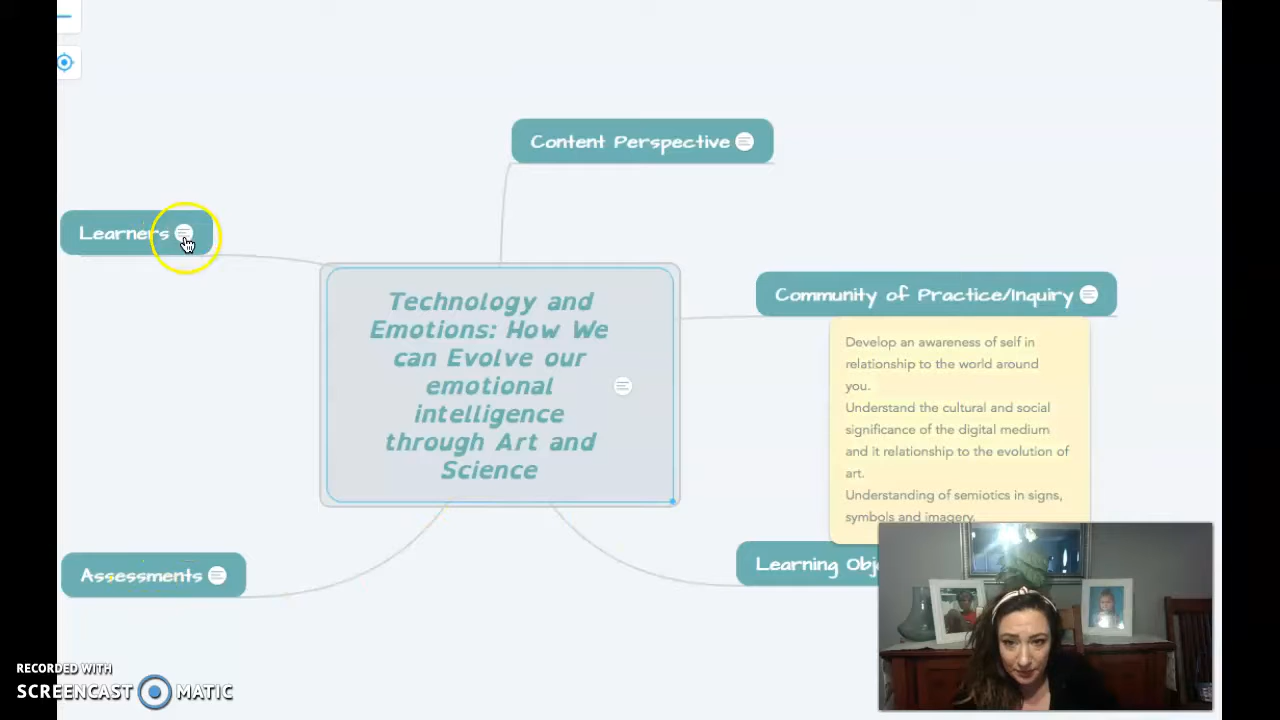 Content Perspective
Learners
Technology and
Emotions: How We
can Evolve our
emotional
intelligence
through Art and
Science
Community of Practice/Inquiry
Develop an awareness of self in
relationship to the world around
you.
Understand the cultural and social
significance of the digital medium
and it relationship to the evolution of
art.
Understanding of semiotics in signs,
symbols and imagery.
Assessments
Learning Obj
RECORDED WITH
SCREENCAST MATIC